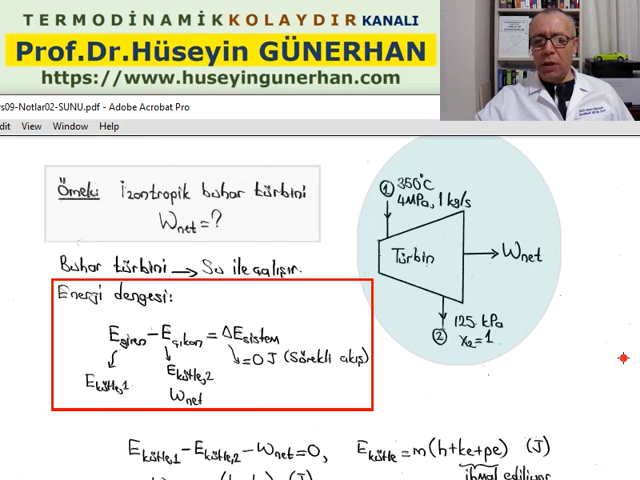 TERMODİNAMİKKOLAYDIR KANALI
Prof.Dr.Hüseyin GÜNERHAN
https://www.huseyingunerhan.com
rs09-Notlar02-SUNU.pdf - Adobe Acrobat Pro
dit View Window Help
Örnek: İzontropik buhar türbini
Wnet=?
Buhar türbini → Su ile çalışır.
Energi dengesi:
Egiren - Eçıkan = ΔEsistem
=0 J (Sürekli akış)
Ekütle,1
Ekütle,2
Wnet
1 350°C
4MPa, 1 kg/s
Türbin
Wnet
125 kPa
2 x2=1
Ekütle,1 - Ekütle,2 - Wnet=0, Ekütle=m(h+ke+pe) (J)
ihmal ediliyor